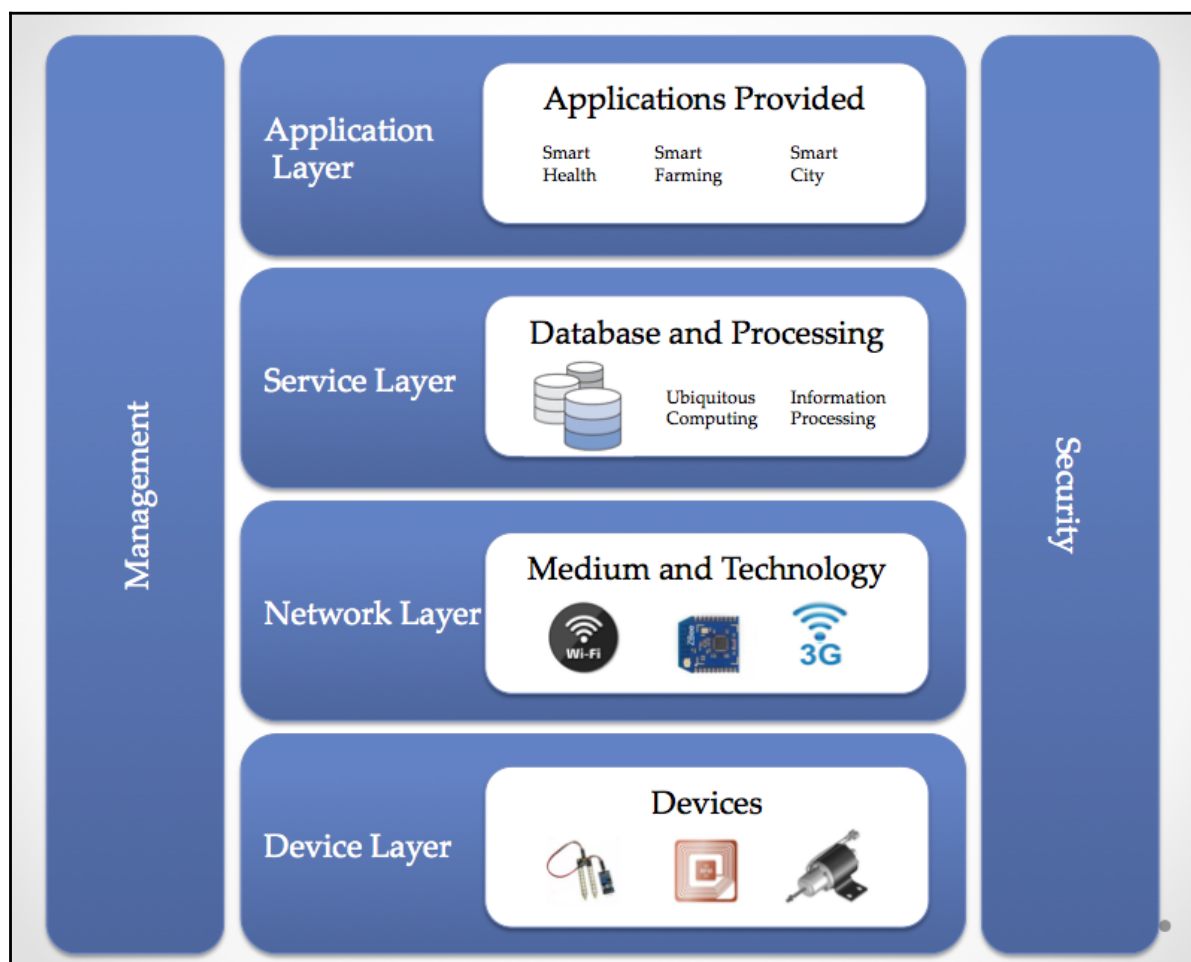 Management
Application
Layer
Applications Provided
Smart
Health
Smart
Farming
Smart
City
Service Layer
Database and Processing
Ubiquitous
Computing
Information
Processing
Network Layer
Medium and Technology
Wi-Fi
3G
Device Layer
Devices
Security